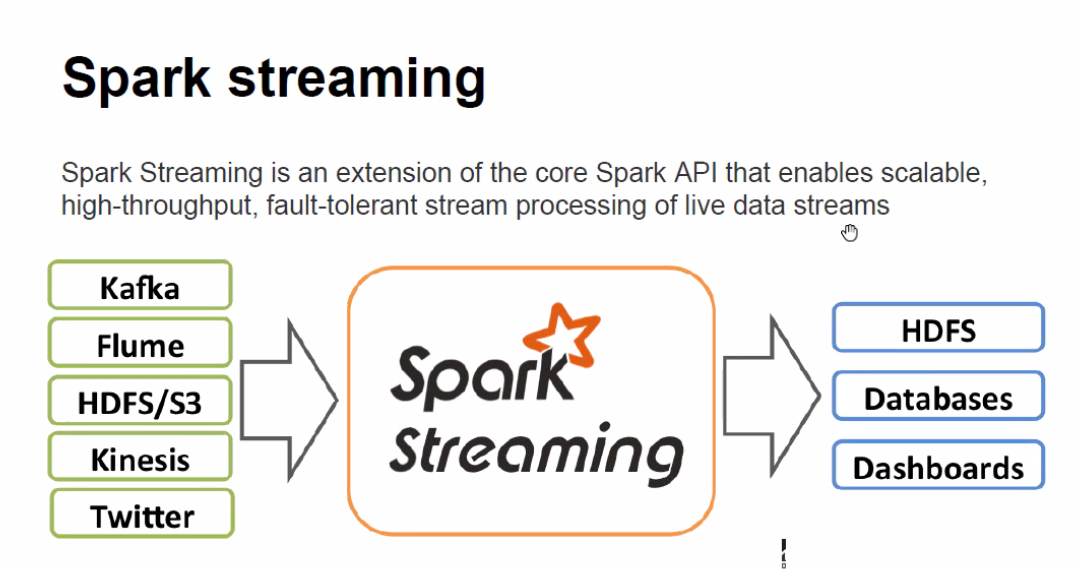 Spark streaming
Spark Streaming is an extension of the core Spark API that enables scalable,
high-throughput, fault-tolerant stream processing of live data streams
Kafka
Flume
HDFS/S3
Kinesis
Twitter
Spark
Streaming
HDFS
Databases
Dashboards